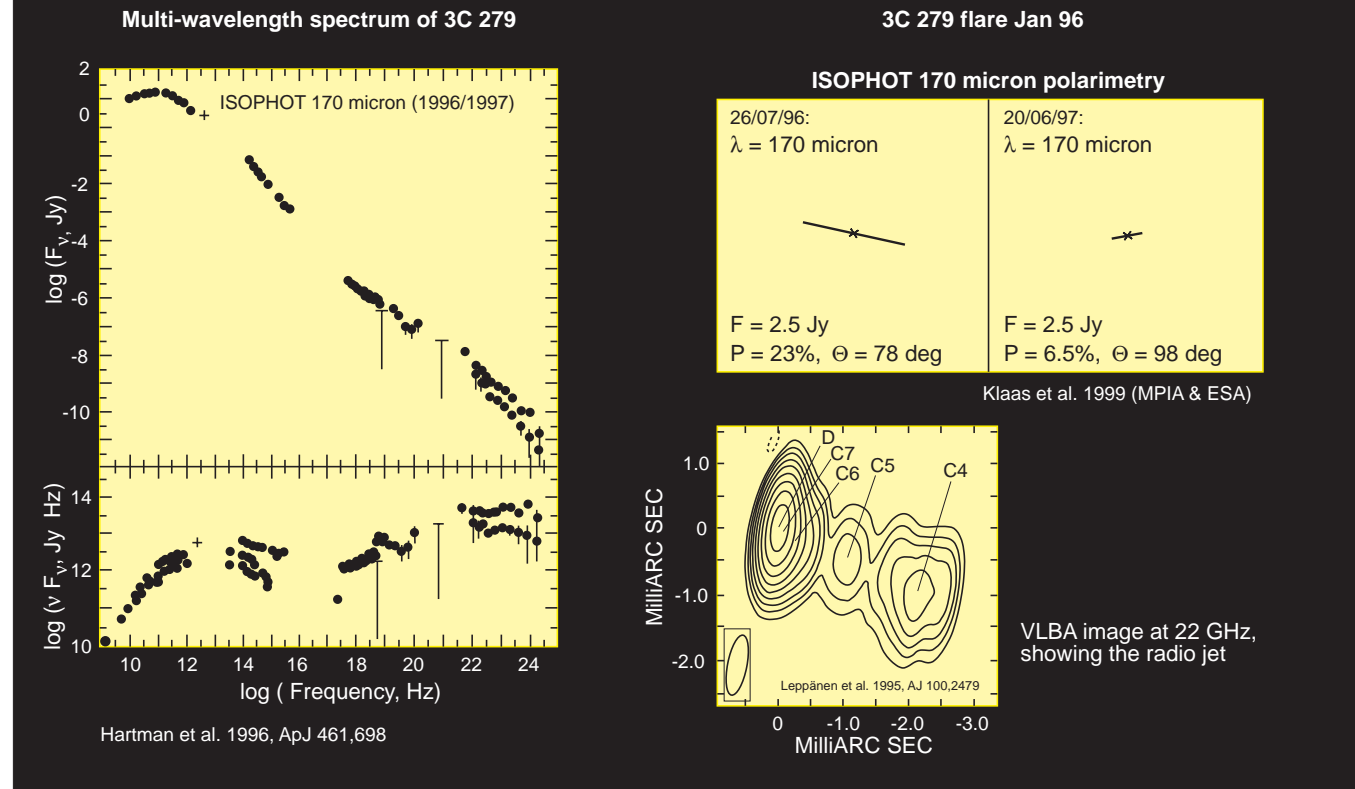 Multi-wavelength spectrum of 3C 279
2
0
-2
-4
-6
-8
-10
log (Fν, Jy)
ISOPHOT 170 micron (1996/1997)
14
12
10
log (ν Fν, Jy Hz)
10 12 14 16 18 20 22 24
log ( Frequency, Hz)
Hartman et al. 1996, ApJ 461,698
3C 279 flare Jan 96
ISOPHOT 170 micron polarimetry
26/07/96:
λ = 170 micron
F = 2.5 Jy
P = 23%, Θ = 78 deg
20/06/97:
λ = 170 micron
F = 2.5 Jy
P = 6.5%, Θ = 98 deg
Klaas et al. 1999 (MPIA & ESA)
1.0
0
-1.0
-2.0
MilliARC SEC
D
C7
C6
C5
C4
Leppänen et al. 1995, AJ 100,2479
0 -1.0 -2.0 -3.0
MilliARC SEC
VLBA image at 22 GHz,
showing the radio jet